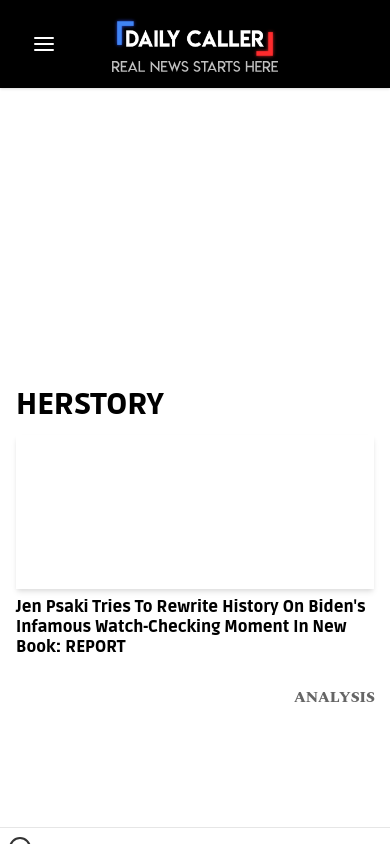 DAILY CALLER
REAL NEWS STARTS HERE
HERSTORY
Jen Psaki Tries To Rewrite History On Biden's
Infamous Watch-Checking Moment In New
Book: REPORT
ANALYSIS